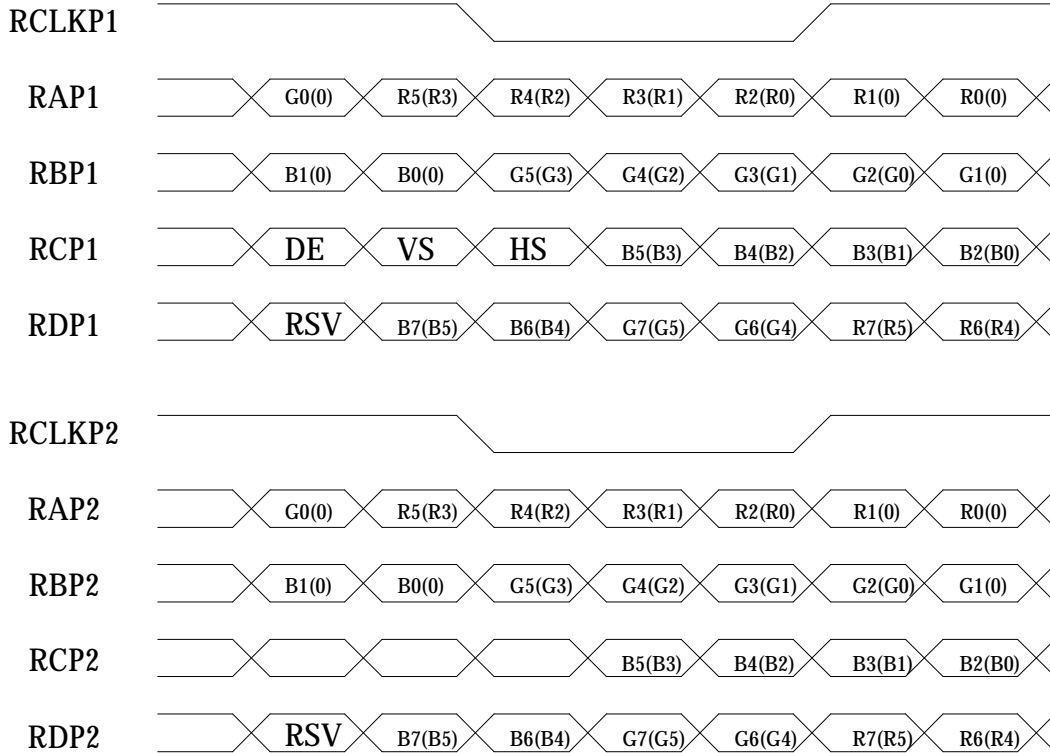 RCLKP1
RAP1 G0(0) R5(R3) R4(R2) R3(R1) R2(R0) R1(0) R0(0)
RBP1 B1(0) B0(0) G5(G3) G4(G2) G3(G1) G2(G0) G1(0)
RCP1 DE VS HS B5(B3) B4(B2) B3(B1) B2(B0)
RDP1 RSV B7(B5) B6(B4) G7(G5) G6(G4) R7(R5) R6(R4)
RCLKP2
RAP2 G0(0) R5(R3) R4(R2) R3(R1) R2(R0) R1(0) R0(0)
RBP2 B1(0) B0(0) G5(G3) G4(G2) G3(G1) G2(G0) G1(0)
RCP2 B5(B3) B4(B2) B3(B1) B2(B0)
RDP2 RSV B7(B5) B6(B4) G7(G5) G6(G4) R7(R5) R6(R4)